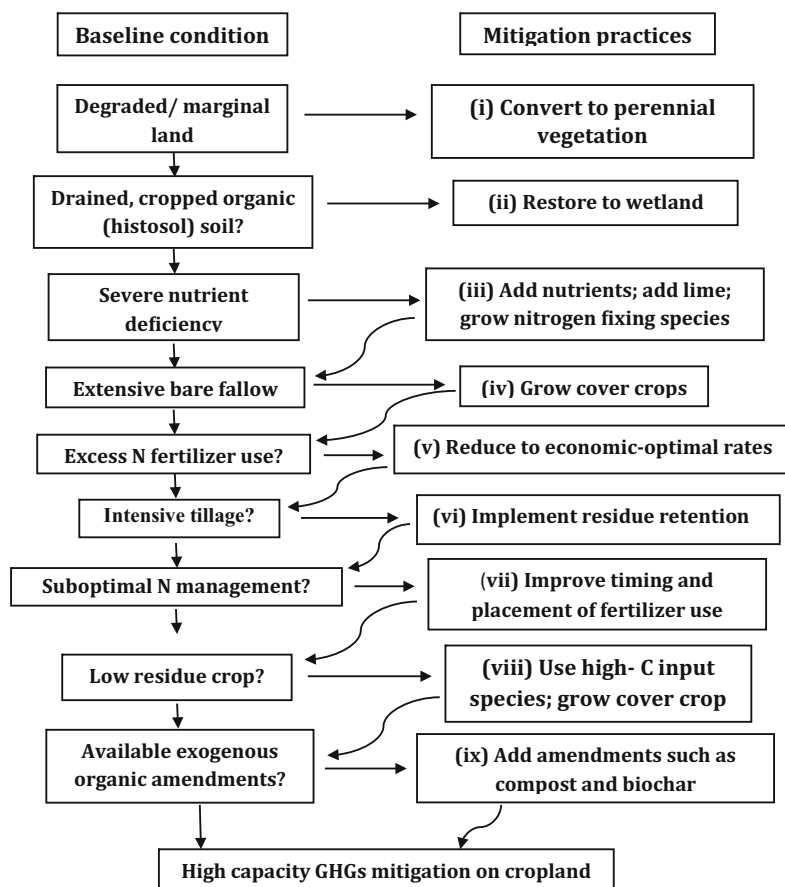 Baseline condition
Mitigation practices
Degraded/ marginal
land
(i) Convert to perennial
vegetation
Drained, cropped organic
(histosol) soil?
(ii) Restore to wetland
Severe nutrient
deficiency
(iii) Add nutrients; add lime;
grow nitrogen fixing species
Extensive bare fallow
(iv) Grow cover crops
Excess N fertilizer use?
(v) Reduce to economic-optimal rates
Intensive tillage?
(vi) Implement residue retention
Suboptimal N management?
(vii) Improve timing and
placement of fertilizer use
Low residue crop?
(viii) Use high- C input
species; grow cover crop
Available exogenous
organic amendments?
(ix) Add amendments such as
compost and biochar
High capacity GHGs mitigation on cropland